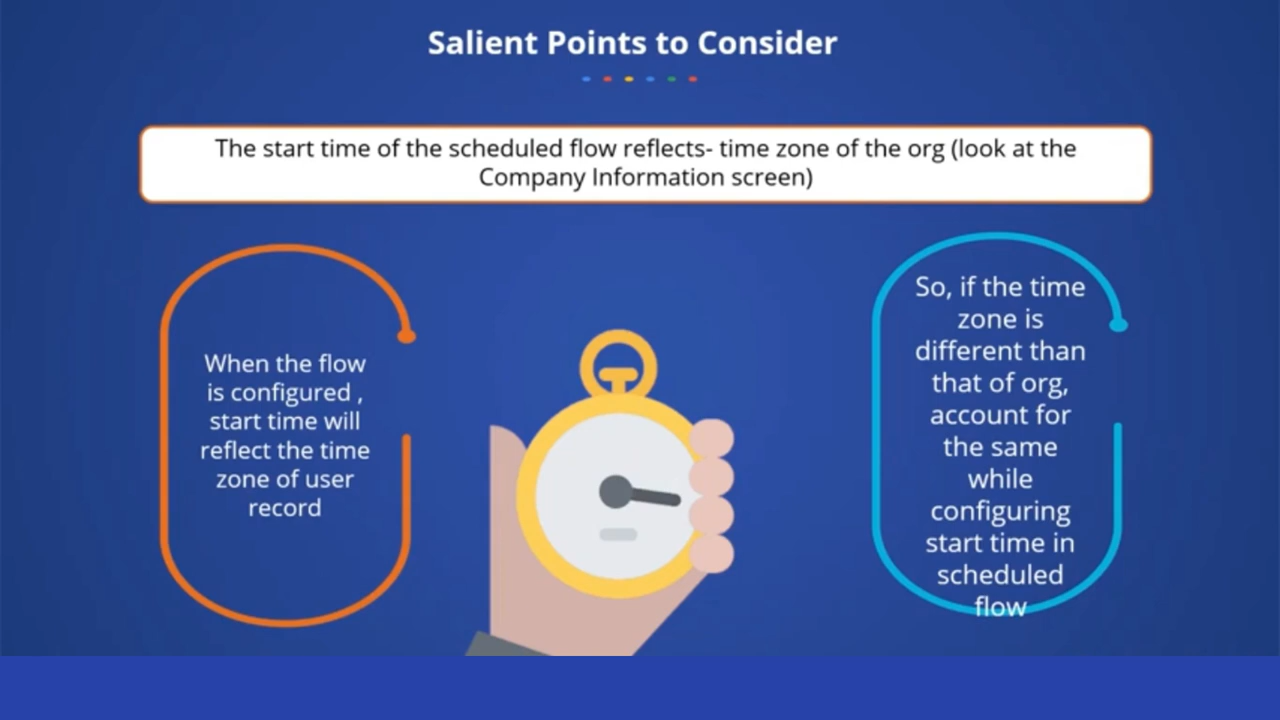 Salient Points to Consider
The start time of the scheduled flow reflects- time zone of the org (look at the
Company Information screen)
When the flow
is configured ,
start time will
reflect the time
zone of user
record
So, if the time
zone is
different than
that of org,
account for
the same
while
configuring
start time in
scheduled
flow